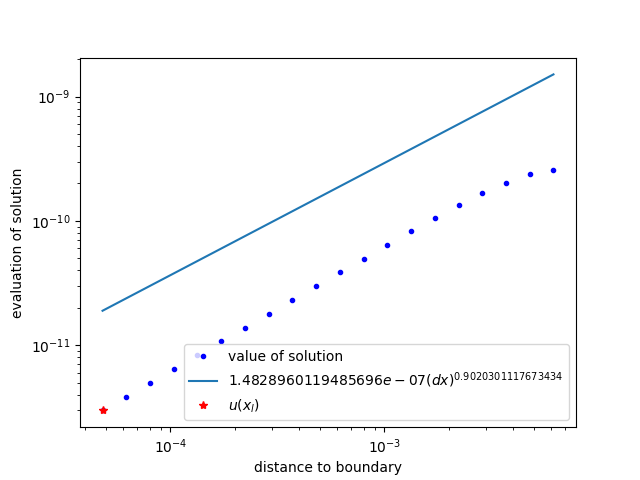 10⁻⁹
10⁻¹⁰
10⁻¹¹
evaluation of solution
value of solution
1.4828960119485696e − 07(dx)^0.9020301117673434
u(x_l)
10⁻⁴
10⁻³
distance to boundary